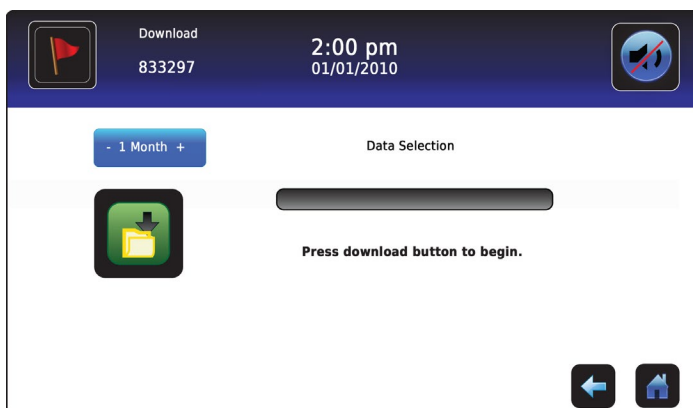 Download
833297
2:00 pm
01/01/2010
- 1 Month +
Data Selection
Press download button to begin.